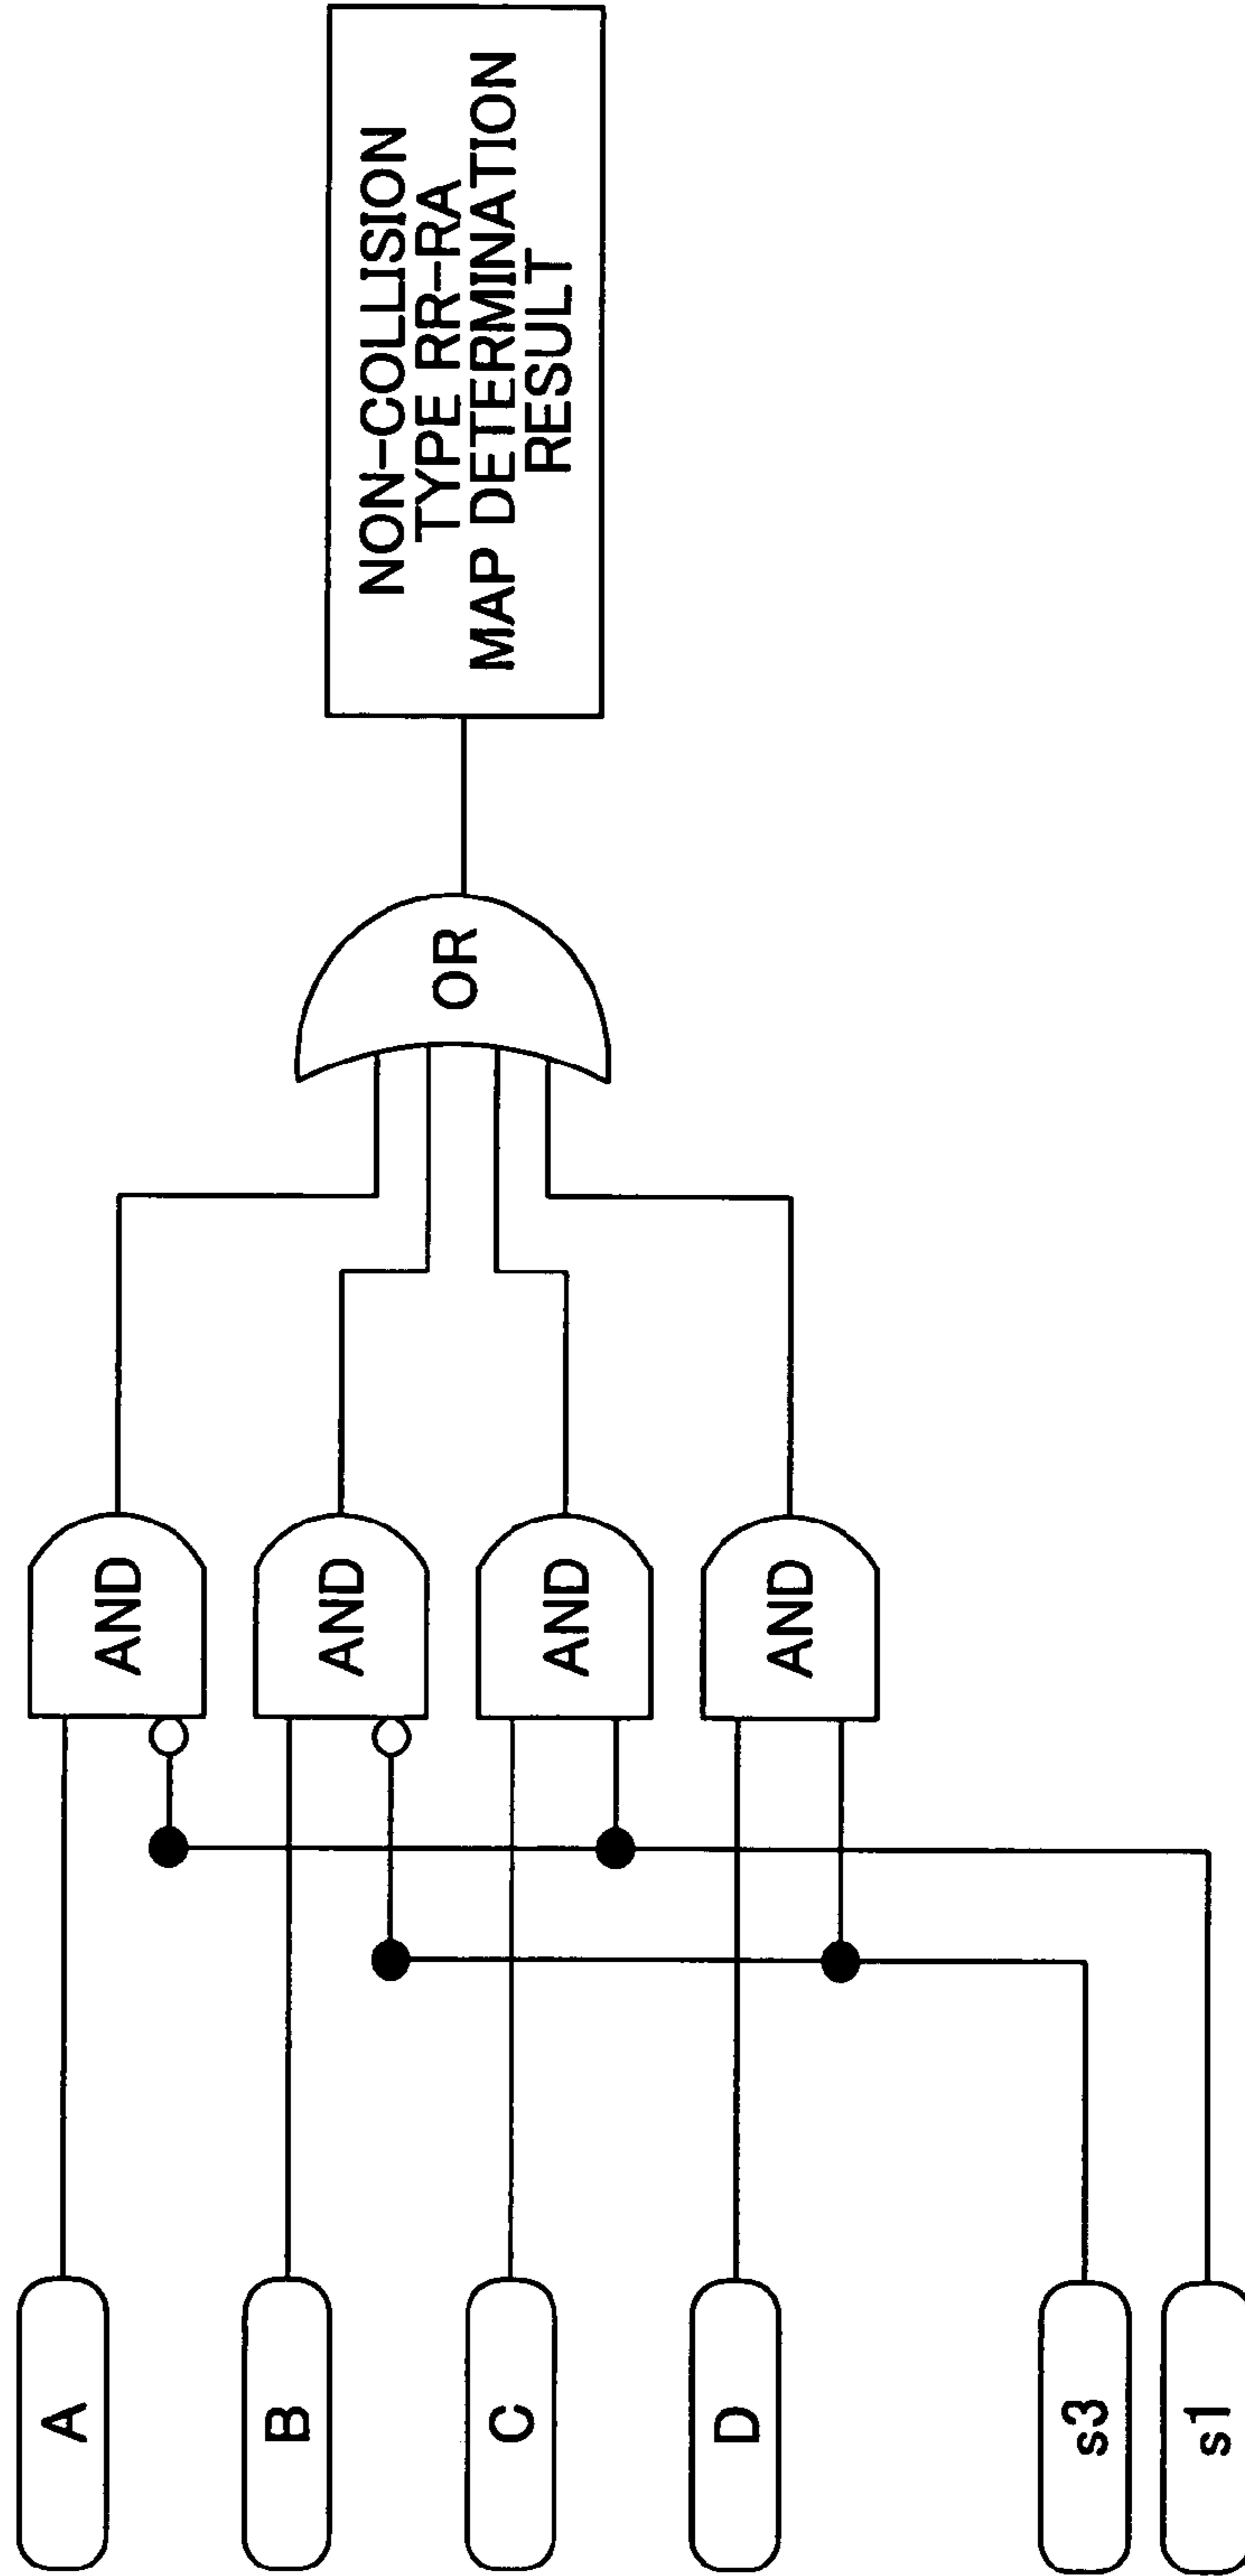 A
B
C
D
s3
s1
AND
AND
AND
AND
OR
NON-COLLISION
TYPE RR-RA
MAP DETERMINATION
RESULT